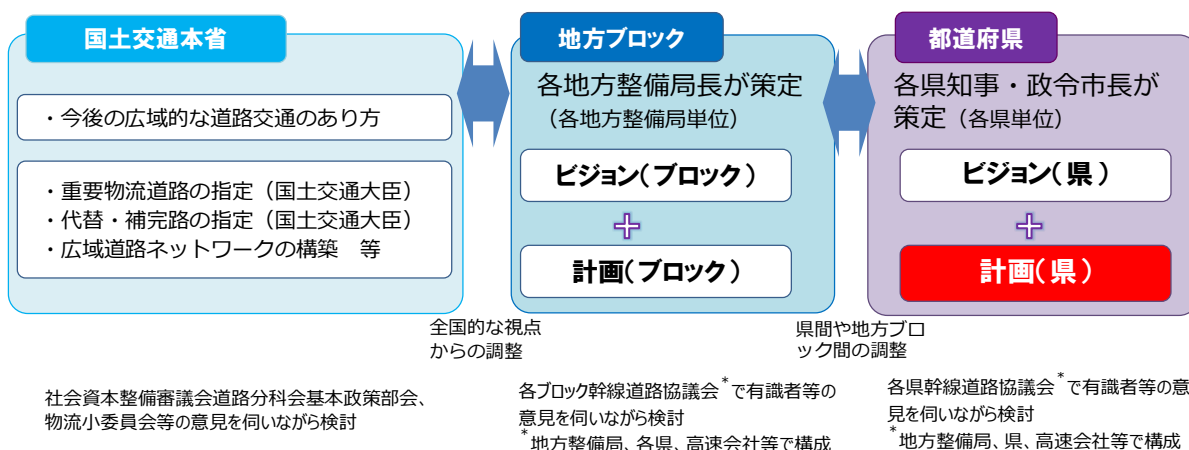 国土交通本省
・今後の広域的な道路交通のあり方
・重要物流道路の指定（国土交通大臣）
・代替・補完路の指定（国土交通大臣）
・広域道路ネットワークの構築　等
全国的な視点
からの調整
社会資本整備審議会道路分科会基本政策部会、
物流小委員会等の意見を伺いながら検討
地方ブロック
各地方整備局長が策定
（各地方整備局単位）
ビジョン（ブロック）
＋
計画（ブロック）
県間や地方ブロ
ック間の調整
各ブロック幹線道路協議会*で有識者等の
意見を伺いながら検討
*地方整備局、各県、高速会社等で構成
都道府県
各県知事・政令市長が
策定（各県単位）
ビジョン（県）
＋
計画（県）
各県幹線道路協議会*で有識者等の意
見を伺いながら検討
*地方整備局、県、高速会社等で構成